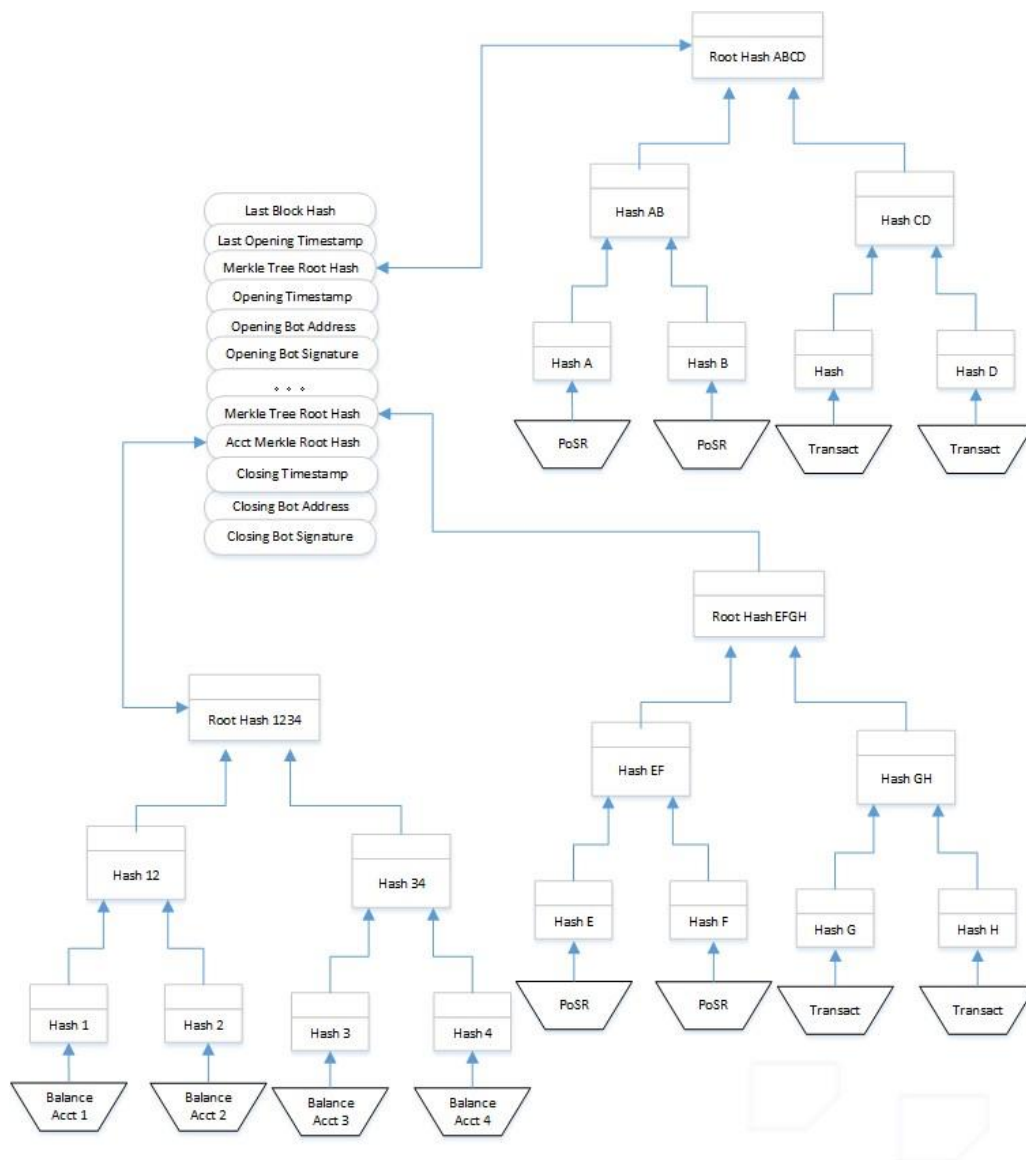 Root Hash ABCD
Hash AB
Hash CD
Last Block Hash
Last Opening Timestamp
Merkle Tree Root Hash
Opening Timestamp
Opening Bot Address
Opening Bot Signature
. . .
Merkle Tree Root Hash
Acct Merkle Root Hash
Closing Timestamp
Closing Bot Address
Closing Bot Signature
Hash A
Hash B
Hash
Hash D
PoSR
PoSR
Transact
Transact
Root Hash EFGH
Hash EF
Hash GH
Hash E
Hash F
Hash G
Hash H
PoSR
PoSR
Transact
Transact
Root Hash 1234
Hash 12
Hash 34
Hash 1
Hash 2
Hash 3
Hash 4
Balance
Acct 1
Balance
Acct 2
Balance
Acct 3
Balance
Acct 4